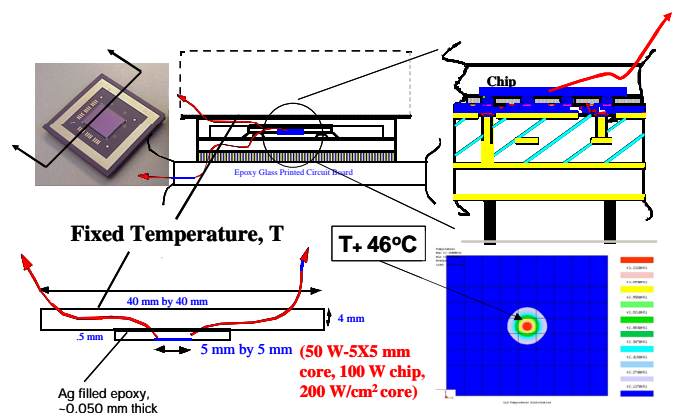 Chip
Epoxy Glass Printed Circuit Board
Fixed Temperature, T
T+ 46°C
40 mm by 40 mm
4 mm
.5 mm
5 mm by 5 mm
(50 W-5X5 mm
core, 100 W chip,
200 W/cm² core)
Ag filled epoxy,
~0.050 mm thick